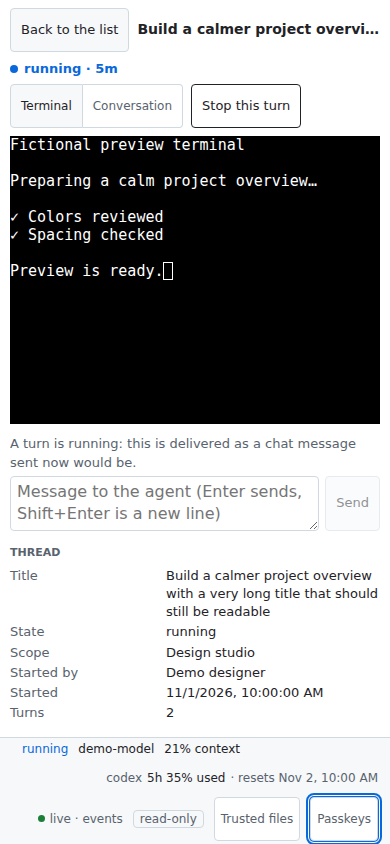 Back to the list
Build a calmer project overvi…
running · 5m
Terminal
Conversation
Stop this turn
Fictional preview terminal
Preparing a calm project overview…
✓ Colors reviewed
✓ Spacing checked
Preview is ready.
A turn is running: this is delivered as a chat message
sent now would be.
Message to the agent (Enter sends,
Shift+Enter is a new line)
Send
THREAD
Title
Build a calmer project overview
with a very long title that should
still be readable
State
running
Scope
Design studio
Started by
Demo designer
Started
11/1/2026, 10:00:00 AM
Turns
2
running demo-model 21% context
codex 5h 35% used · resets Nov 2, 10:00 AM
live · events
read-only
Trusted files
Passkeys